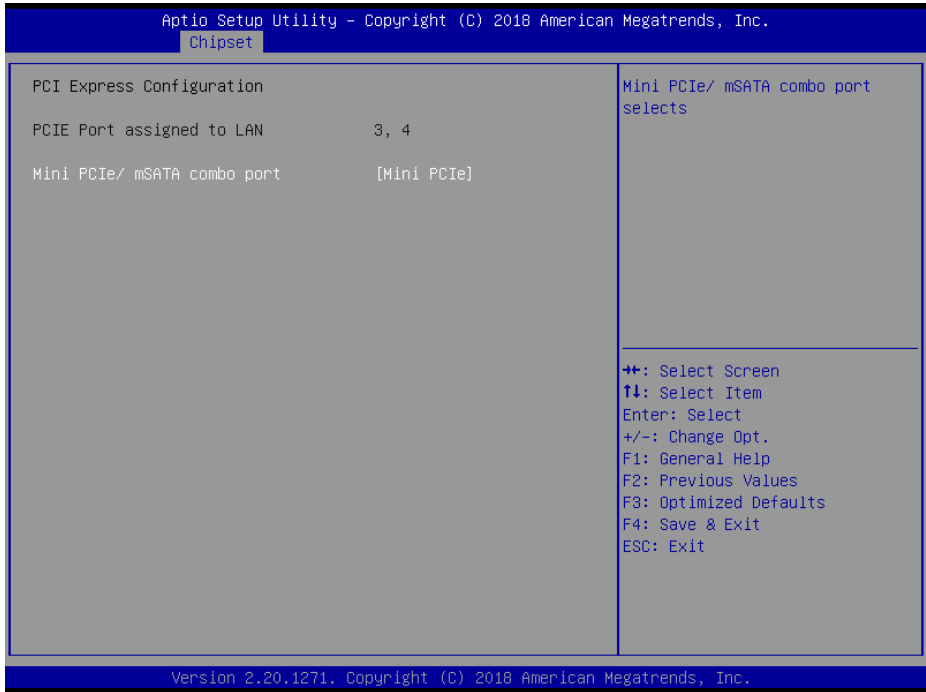 Aptio Setup Utility – Copyright (C) 2018 American Megatrends, Inc.
Chipset
PCI Express Configuration
PCIE Port assigned to LAN 3, 4
Mini PCIe/ mSATA combo port [Mini PCIe]
Mini PCIe/ mSATA combo port
selects
→←: Select Screen
↑↓: Select Item
Enter: Select
+/-: Change Opt.
F1: General Help
F2: Previous Values
F3: Optimized Defaults
F4: Save & Exit
ESC: Exit
Version 2.20.1271. Copyright (C) 2018 American Megatrends, Inc.